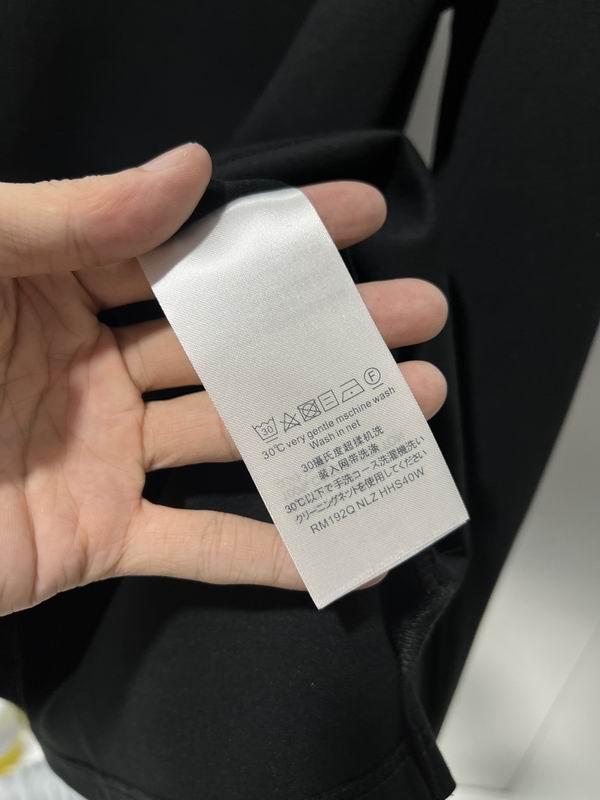 30 F
30℃ very gentle mschine wash
Wash in net
30攝氏度超揉机洗
装入网带洗涤
30℃以下で手洗コース洗濯機洗い
クリーニングネットを使用してください
RM192Q NLZ HHS40W